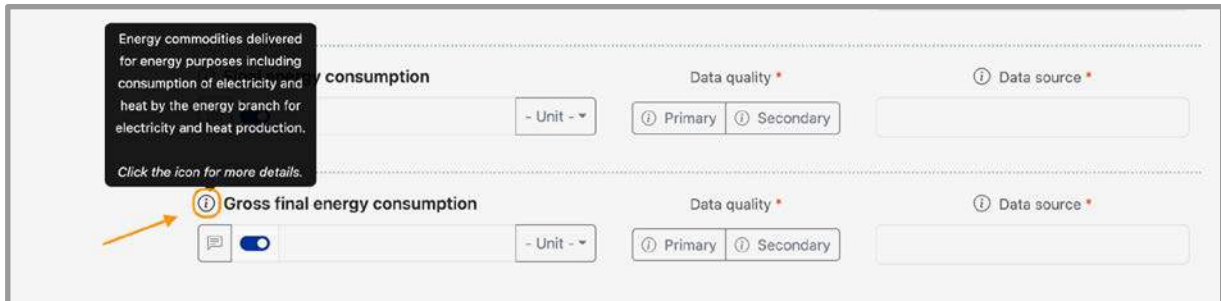 Energy commodities delivered
for energy purposes including
consumption of electricity and
heat by the energy branch for
electricity and heat production.
Click the icon for more details.
energy consumption
Data quality *
Data source *
- Unit -
Primary
Secondary
Gross final energy consumption
Data quality *
Data source *
- Unit -
Primary
Secondary